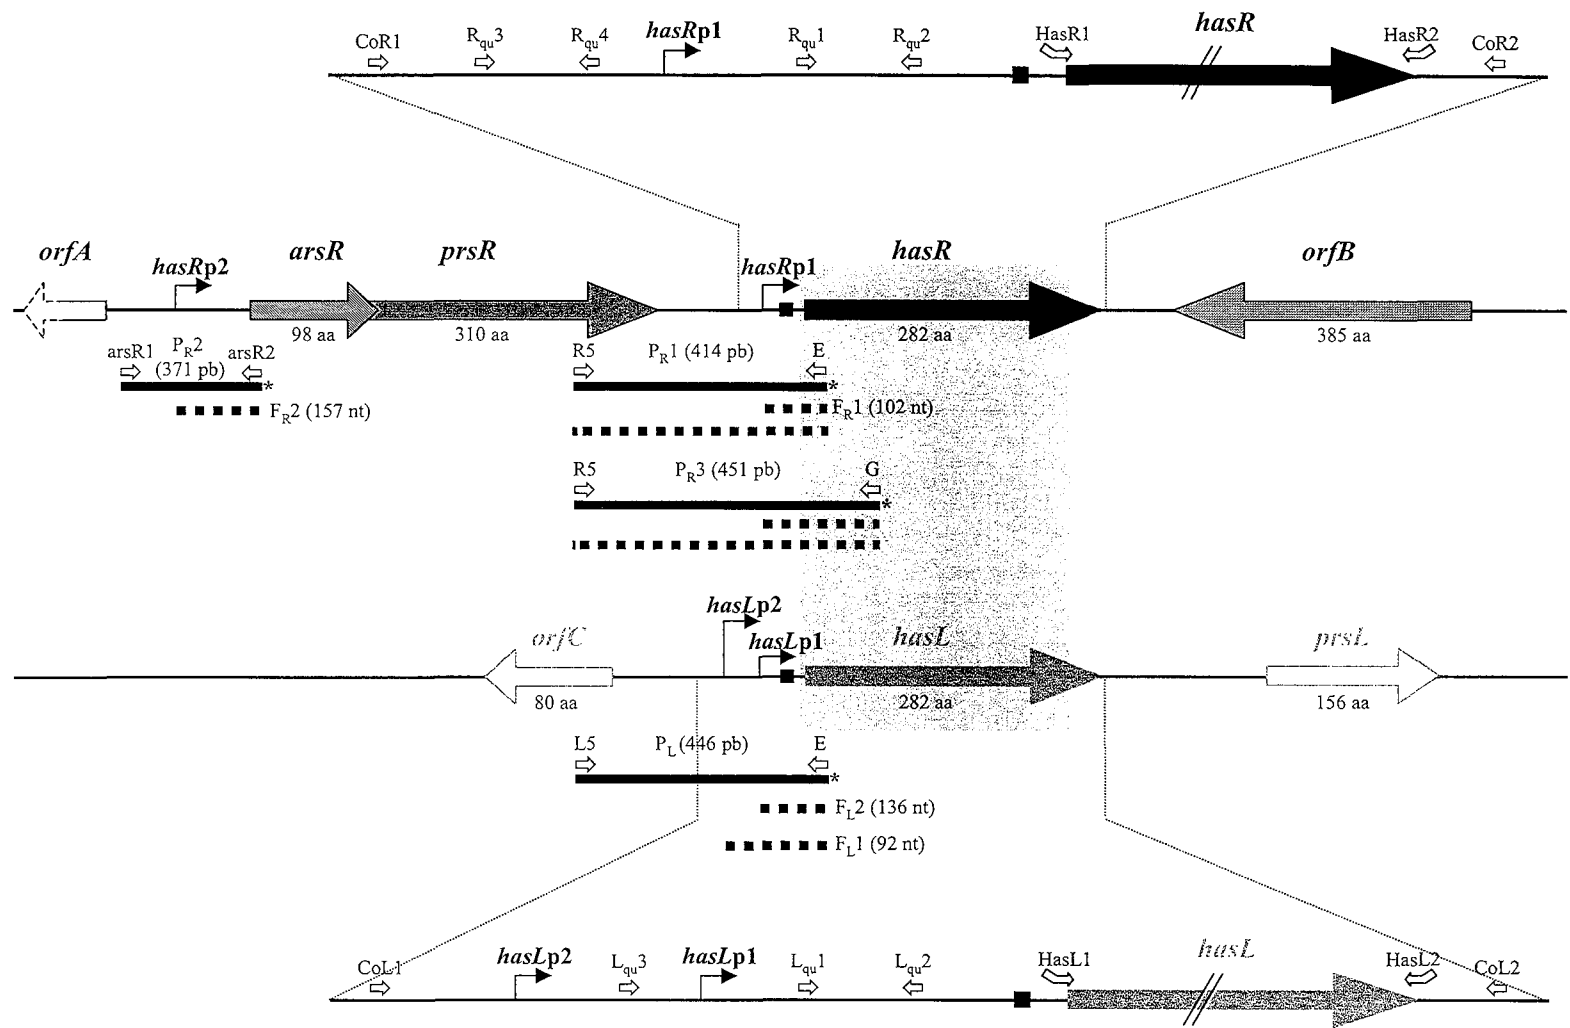 CoR1 Rqu3 Rqu4 hasRp1 Rqu1 Rqu2 HasR1 hasR HasR2 CoR2
orfA hasRp2 arsR prsR hasRp1 hasR orfB
98 aa 310 aa 282 aa 385 aa
arsR1 PR2 (371 pb) arsR2 R5 PR1 (414 pb) E
*
*
FR2 (157 nt) FR1 (102 nt)
R5 PR3 (451 pb) G
*
hasLp2
orfC hasLp1 hasL prsL
80 aa 282 aa 156 aa
L5 PL (446 pb) E
*
FL2 (136 nt)
FL1 (92 nt)
CoL1 hasLp2 Lqu3 hasLp1 Lqu1 Lqu2 HasL1 hasL HasL2 CoL2